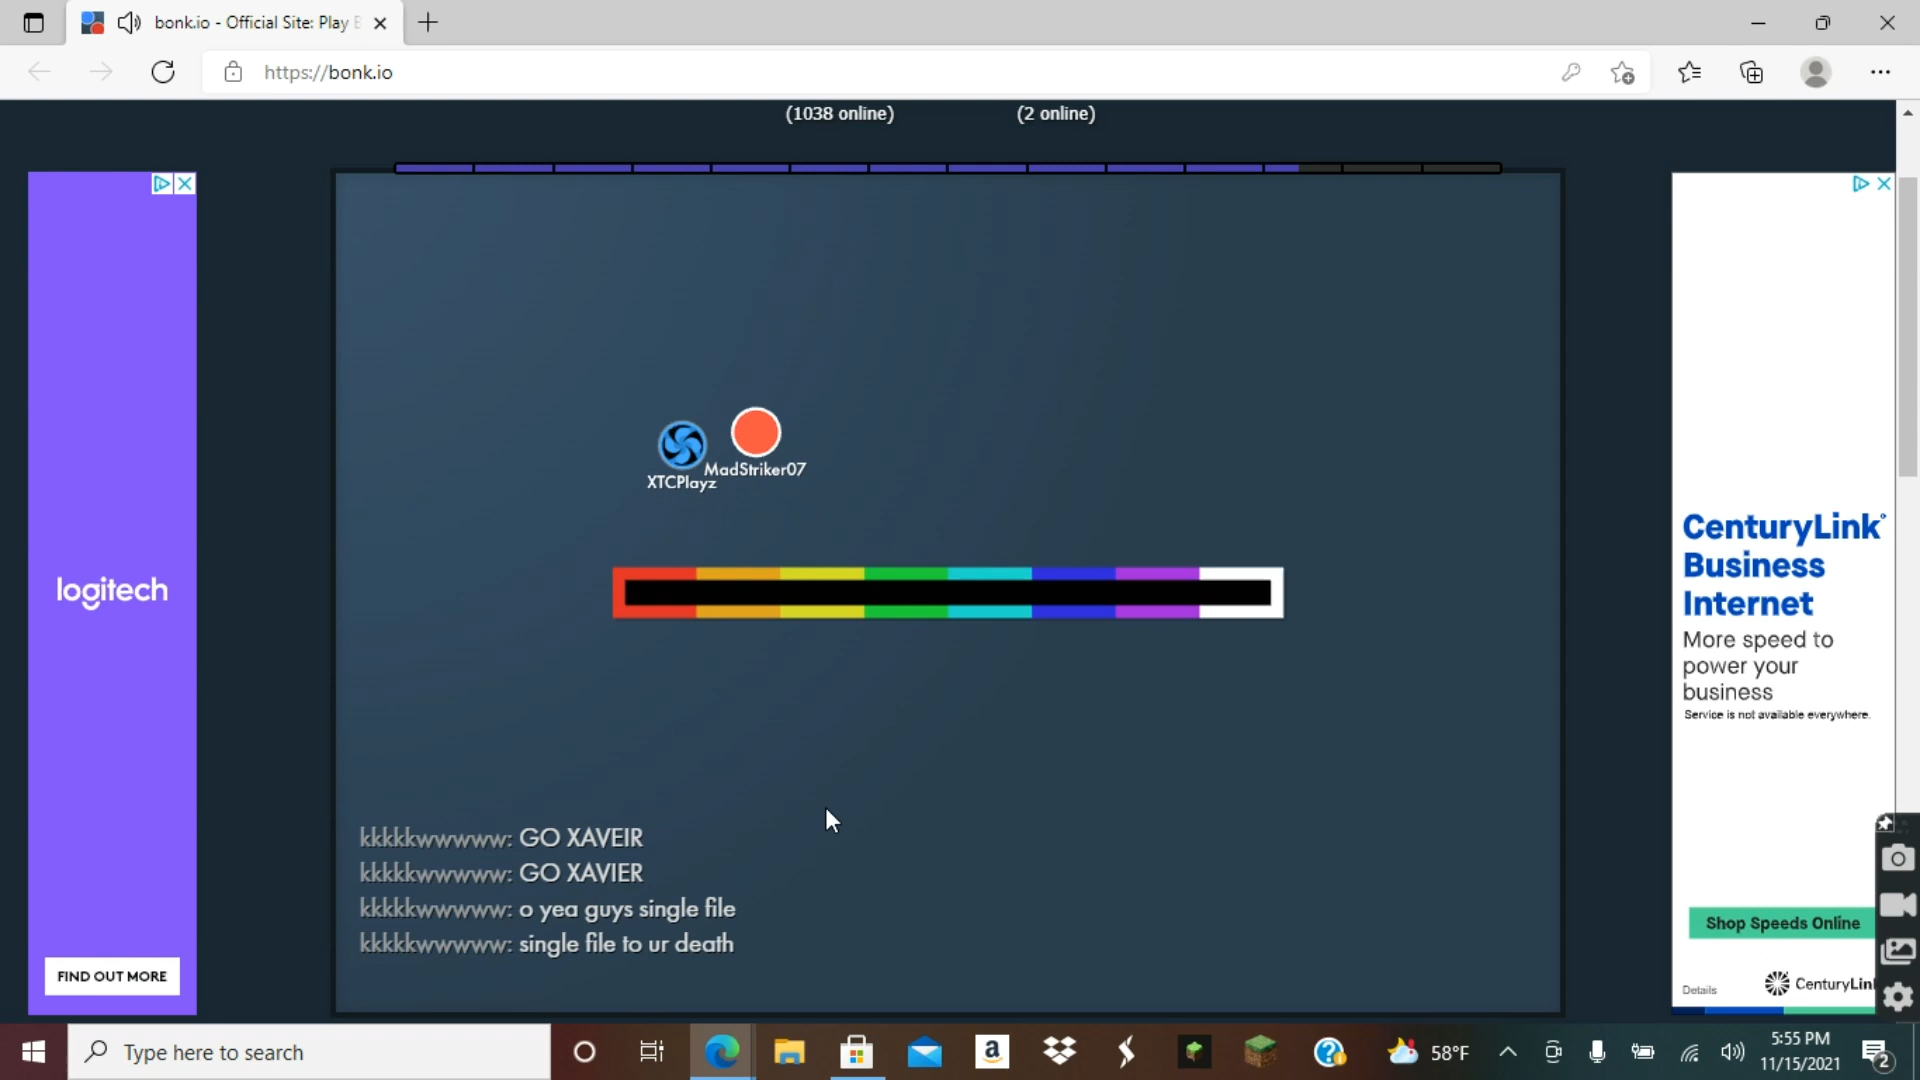 bonk.io - Official Site: Play B
https://bonk.io
(1038 online)
(2 online)
logitech
FIND OUT MORE
XTCPlayz
MadStriker07
kkkkkwwwww: GO XAVEIR
kkkkkwwwww: GO XAVIER
kkkkkwwwww: o yea guys single file
kkkkkwwwww: single file to ur death
CenturyLink
Business
Internet
More speed to
power your
business
Service is not available everywhere.
Shop Speeds Online
Details
CenturyLin
Type here to search
a
58°F
5:55 PM
11/15/2021
2